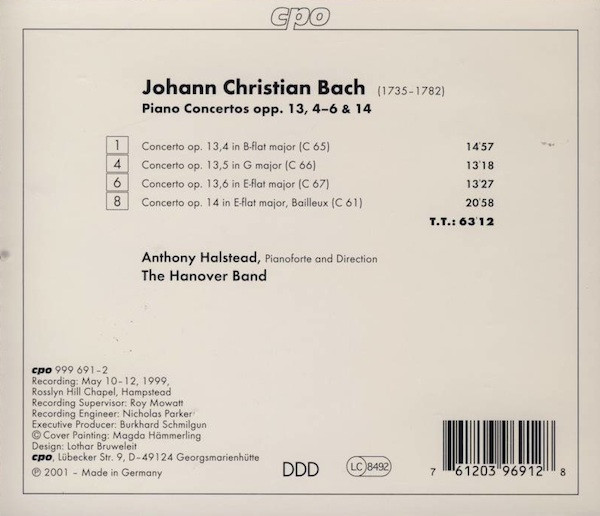 cpo
Johann Christian Bach (1735–1782)
Piano Concertos opp. 13, 4–6 & 14
1 Concerto op. 13,4 in B-flat major (C 65) 14'57
4 Concerto op. 13,5 in G major (C 66) 13'18
6 Concerto op. 13,6 in E-flat major (C 67) 13'27
8 Concerto op. 14 in E-flat major, Bailleux (C 61) 20'58
T.T.: 63'12
Anthony Halstead, Pianoforte and Direction
The Hanover Band
cpo 999 691–2
Recording: May 10–12, 1999,
Rosslyn Hill Chapel, Hampstead
Recording Supervisor: Roy Mowatt
Recording Engineer: Nicholas Parker
Executive Producer: Burkhard Schmilgun
© Cover Painting: Magda Hämmerling
Design: Lothar Bruweleit
cpo, Lübecker Str. 9, D–49124 Georgsmarienhütte
℗ 2001 – Made in Germany
DDD
LC 8492
7 61203 96912 8